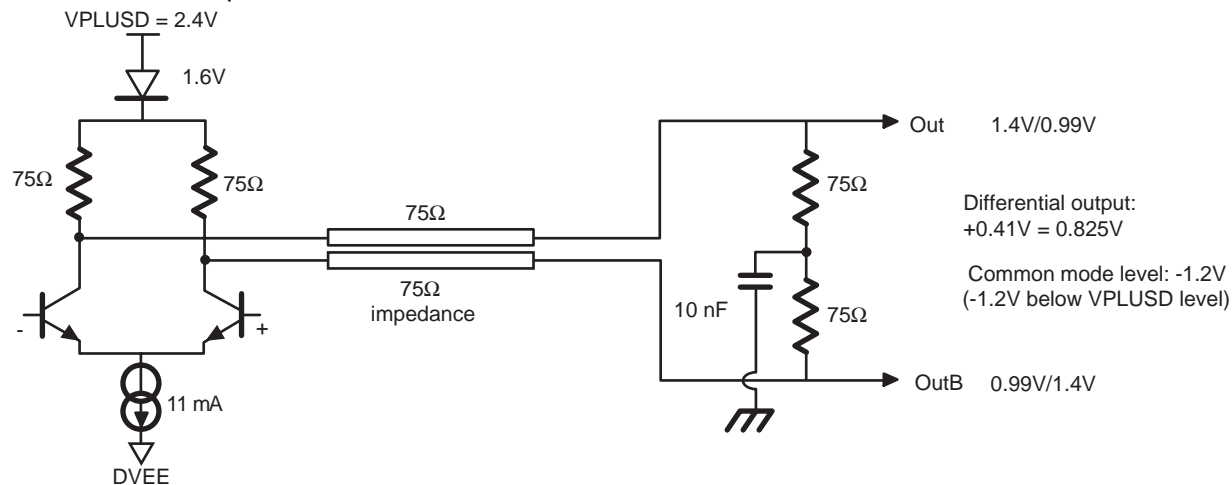 VPLUSD = 2.4V
1.6V
75Ω
75Ω
-
+
11 mA
DVEE
75Ω
75Ω
impedance
10 nF
75Ω
75Ω
Out 1.4V/0.99V
Differential output:
+0.41V = 0.825V
Common mode level: -1.2V
(-1.2V below VPLUSD level)
OutB 0.99V/1.4V